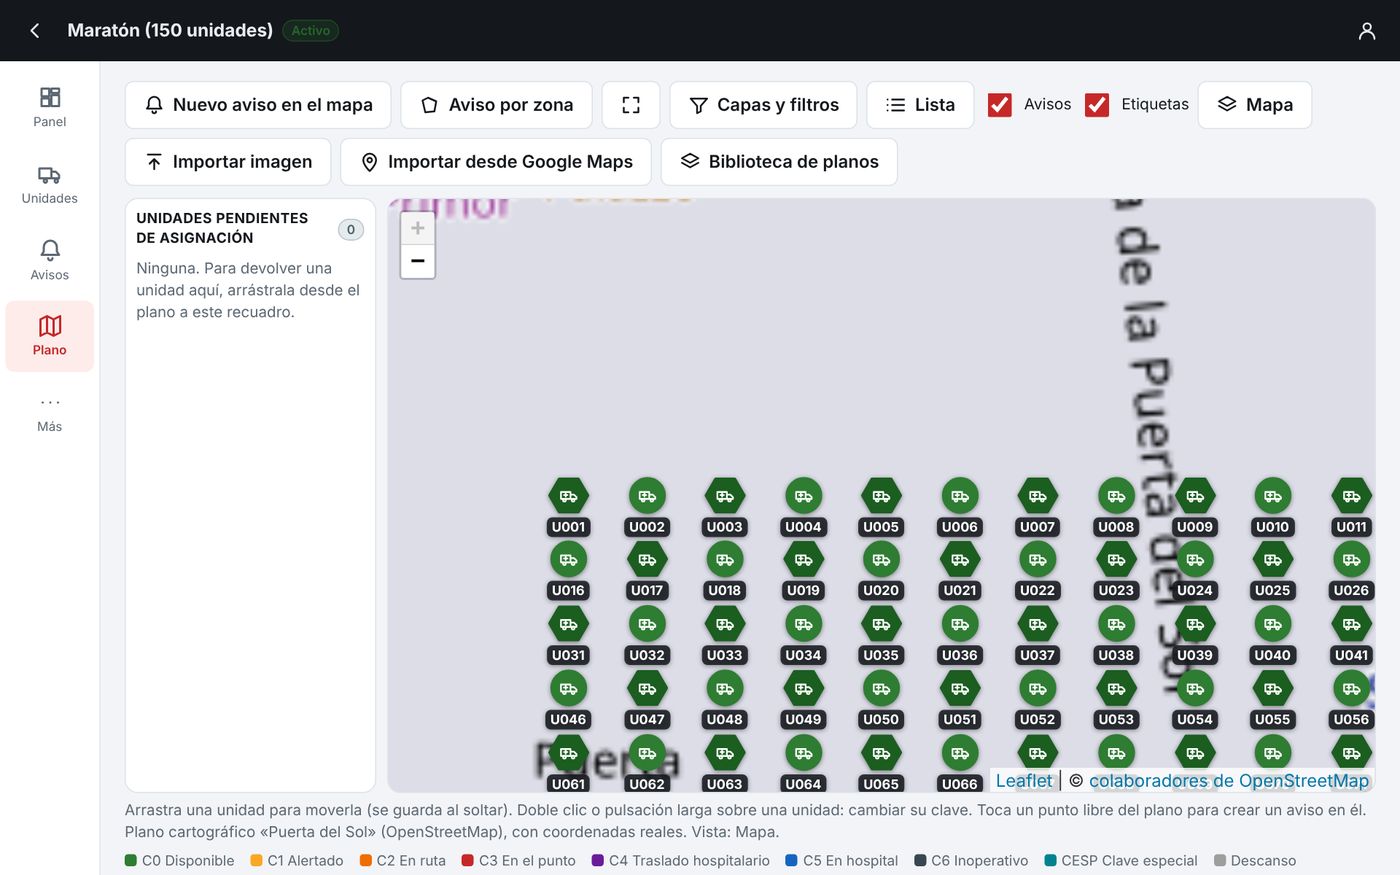 Maratón (150 unidades) Activo
Nuevo aviso en el mapa Aviso por zona Capas y filtros Lista Avisos Etiquetas Mapa
Importar imagen Importar desde Google Maps Biblioteca de planos
Panel
Unidades
Avisos
Plano
Más
UNIDADES PENDIENTES
DE ASIGNACIÓN
0
Ninguna. Para devolver una
unidad aquí, arrástrala desde el
plano a este recuadro.
+
−
a de la Puerta del Sol
U001 U002 U003 U004 U005 U006 U007 U008 U009 U010 U011
U016 U017 U018 U019 U020 U021 U022 U023 U024 U025 U026
U031 U032 U033 U034 U035 U036 U037 U038 U039 U040 U041
U046 U047 U048 U049 U050 U051 U052 U053 U054 U055 U056
Puerta
U061 U062 U063 U064 U065 U066
Leaflet | © colaboradores de OpenStreetMap
Arrastra una unidad para moverla (se guarda al soltar). Doble clic o pulsación larga sobre una unidad: cambiar su clave. Toca un punto libre del plano para crear un aviso en él.
Plano cartográfico «Puerta del Sol» (OpenStreetMap), con coordenadas reales. Vista: Mapa.
C0 Disponible C1 Alertado C2 En ruta C3 En el punto C4 Traslado hospitalario C5 En hospital C6 Inoperativo CESP Clave especial Descanso